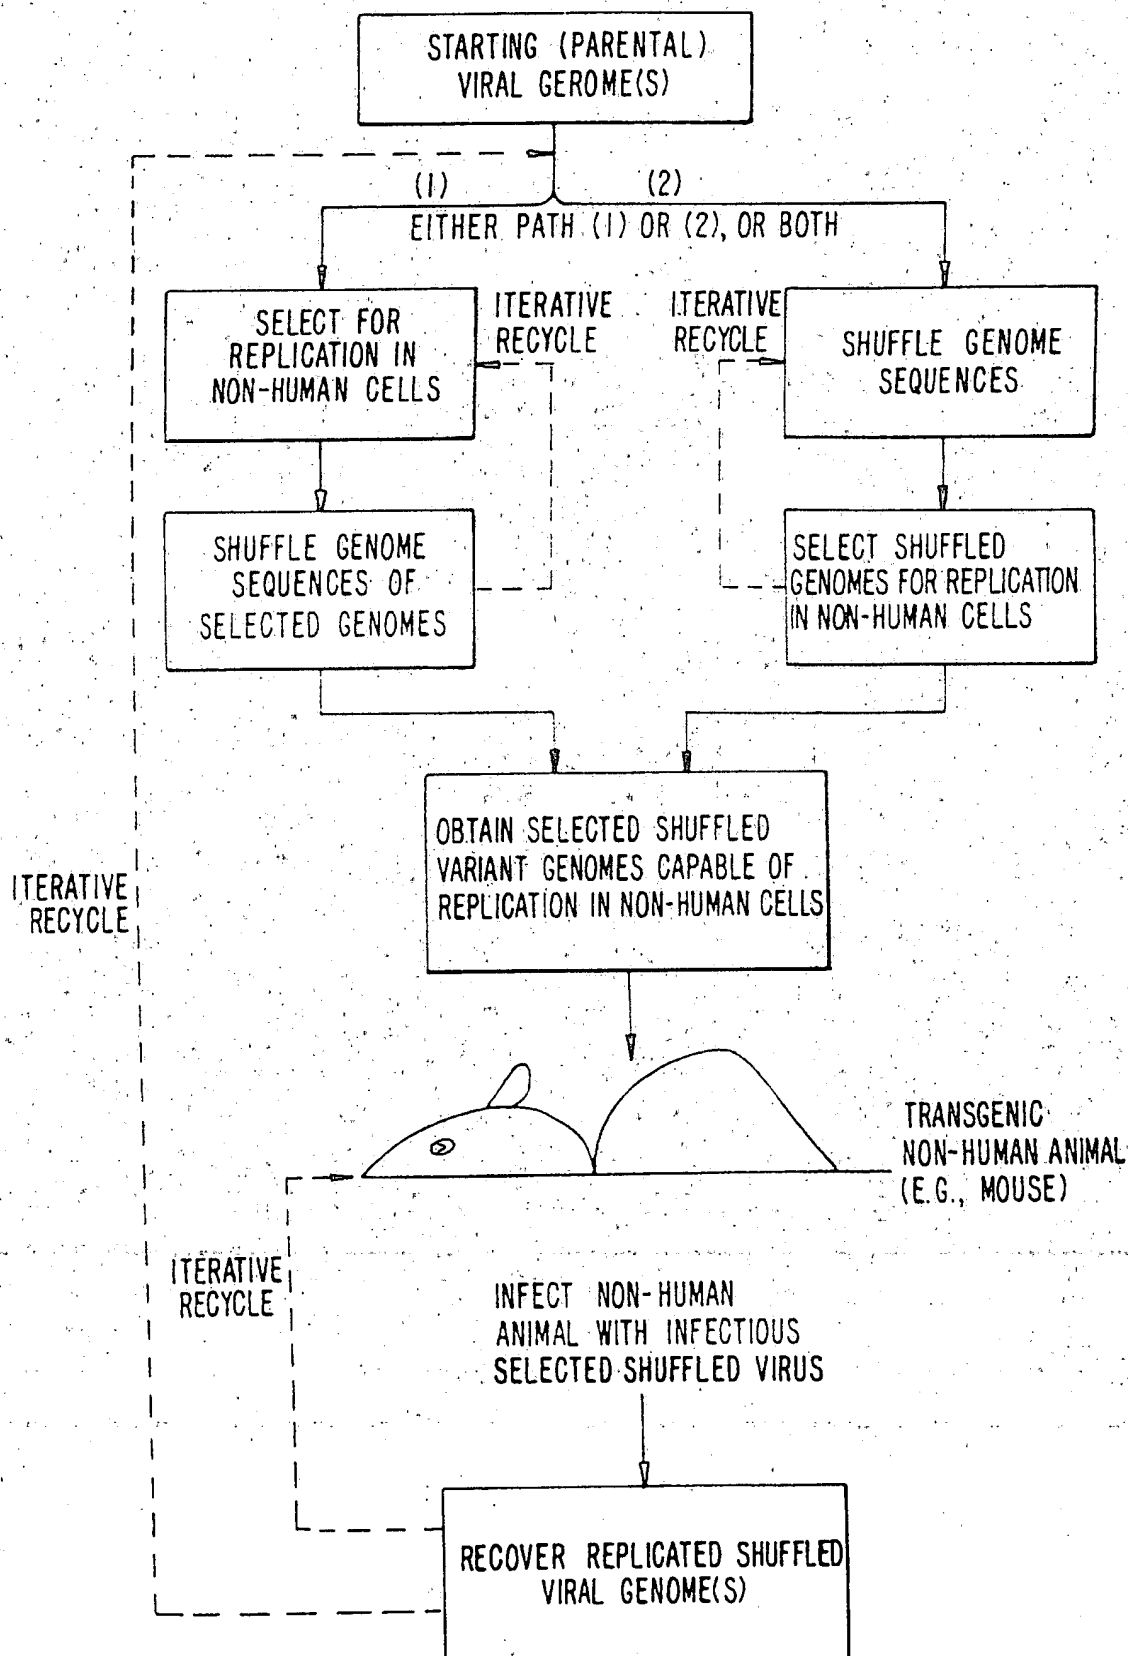 STARTING (PARENTAL)
VIRAL GEROME(S)
(1)
(2)
EITHER PATH (1) OR (2), OR BOTH
SELECT FOR
REPLICATION IN
NON-HUMAN CELLS
ITERATIVE
RECYCLE
ITERATIVE
RECYCLE
SHUFFLE GENOME
SEQUENCES
SHUFFLE GENOME
SEQUENCES OF
SELECTED GENOMES
SELECT SHUFFLED
GENOMES FOR REPLICATION
IN NON-HUMAN CELLS
OBTAIN SELECTED SHUFFLED
VARIANT GENOMES CAPABLE OF
REPLICATION IN NON-HUMAN CELLS
ITERATIVE
RECYCLE
TRANSGENIC
NON-HUMAN ANIMAL
(E.G., MOUSE)
ITERATIVE
RECYCLE
INFECT NON-HUMAN
ANIMAL WITH INFECTIOUS
SELECTED SHUFFLED VIRUS
RECOVER REPLICATED SHUFFLED
VIRAL GENOME(S)